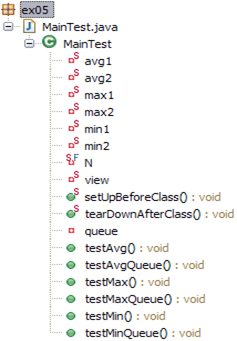 ex05
MainTest.java
MainTest
S avg1
S avg2
S max1
S max2
S min1
S min2
S F N
S view
S setUpBeforeClass() : void
S tearDownAfterClass() : void
queue
testAvg() : void
testAvgQueue() : void
testMax() : void
testMaxQueue() : void
testMin() : void
testMinQueue() : void